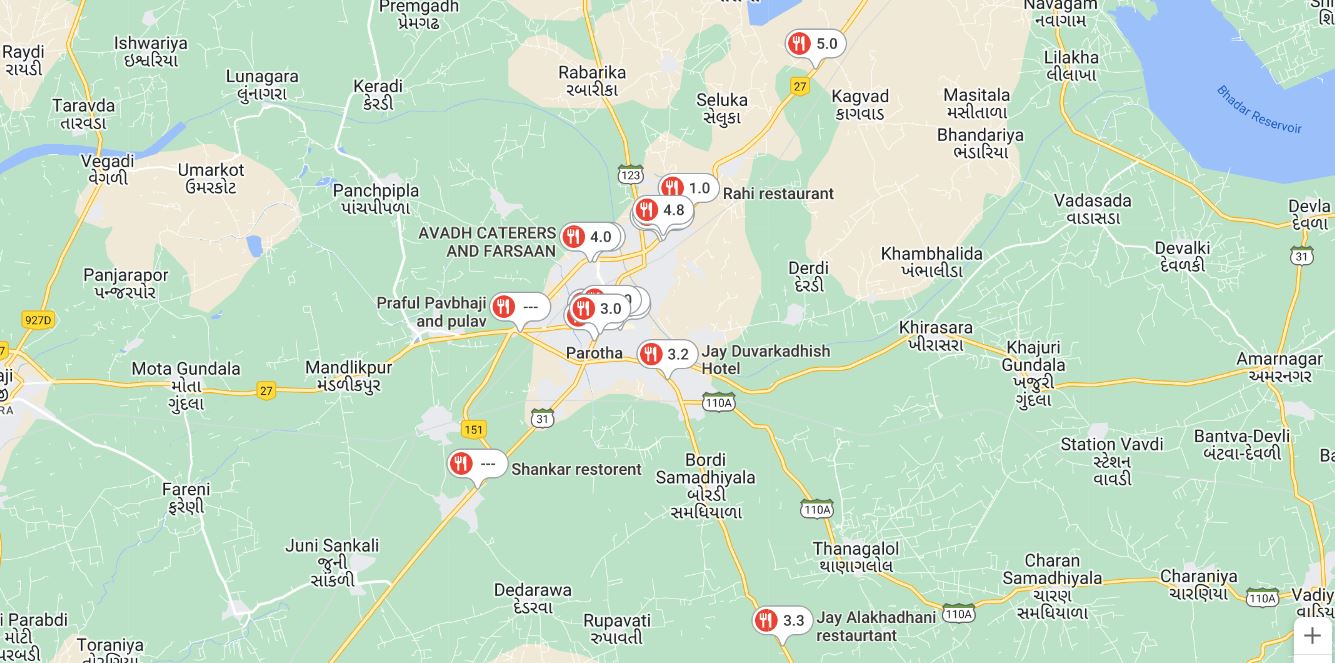 Premgadh
પ્રેમગઢ
Navagam
નવાગામ
Raydi
રાયડી
Ishwariya
ઇશ્વરિયા
5.0
Lunagara
લુંનાગરા
Keradi
કેરડી
Rabarika
રબારીકા
27
Lilakha
લીલાખા
Taravda
તારવડા
Seluka
સેલુકા
Kagvad
કાગવાડ
Masitala
મસીતાળા
Bhadar Reservoir
Bhandariya
ભંડારિયા
Vegadi
વેગળી
Umarkot
ઉમરકોટ
123
Panchpipla
પાંચપીપળા
1.0
Rahi restaurant
4.8
Vadasada
વાડાસડા
Devla
દેવળા
AVADH CATERERS
AND FARSAAN
4.0
Khambhalida
ખંભાલીડા
Devalki
દેવળકી
31
Panjarapor
પન્જરપોર
Derdi
દેરડી
Praful Pavbhaji
and pulav
---
3.0
927D
Khirasara
ખીરાસરા
Parotha
3.2
Jay Duvarkadhish
Hotel
Khajuri
Gundala
ખજુરી
ગુંદલા
Amarnagar
અમરનગર
Mota Gundala
મોતા
ગુંદલા
27
Mandlikpur
મંડળીકપુર
110A
31
151
Station Vavdi
સ્ટેશન
વાવડી
Bantva-Devli
બંટવા-દેવળી
---
Shankar restorent
Bordi
Samadhiyala
બોરડી
સમધિયાળા
Fareni
ફરેણી
110A
Juni Sankali
જુની
સાંકળી
Thanagalol
થાણાગલોલ
Charan
Samadhiyala
ચારણ
સમધિયાળા
Charaniya
ચારણિયા
110A
110A
Dedarawa
દેડરવા
Rupavati
રુપાવતી
3.3
Jay Alakhadhani
restaurtant
i Parabdi
મોટી
Toraniya